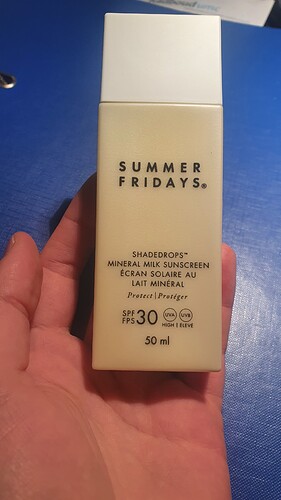 SUMMER
FRIDAYS®
SHADEDROPS™
MINERAL MILK SUNSCREEN
ÉCRAN SOLAIRE AU
LAIT MINÉRAL
Protect | Protéger
SPF
FPS 30 UVA UVB
HIGH | ÉLEVÉ
50 ml